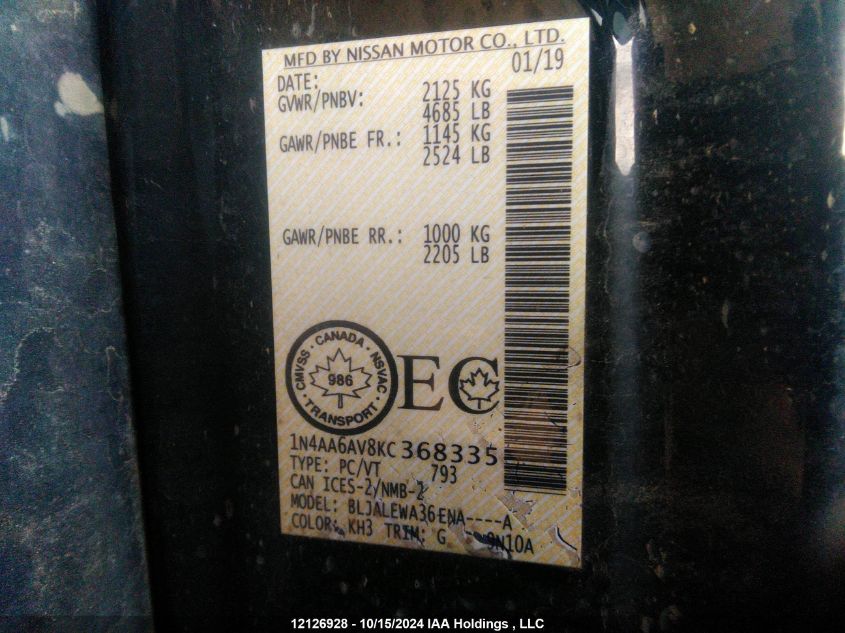 MFD BY NISSAN MOTOR CO., LTD.
DATE: 01/19
GVWR/PNBV: 2125 KG
4685 LB
GAWR/PNBE FR.: 1145 KG
2524 LB
GAWR/PNBE RR.: 1000 KG
2205 LB
CMVSS · CANADA · NSVAC · TRANSPORT ·
986
EC
1N4AA6AV8KC368335
TYPE: PC/VT 793
CAN ICES-2/NMB-2
MODEL: BLJALEWA36ENA----A
COLOR: KH3 TRIM: G 9N10A
12126928 - 10/15/2024 IAA Holdings , LLC